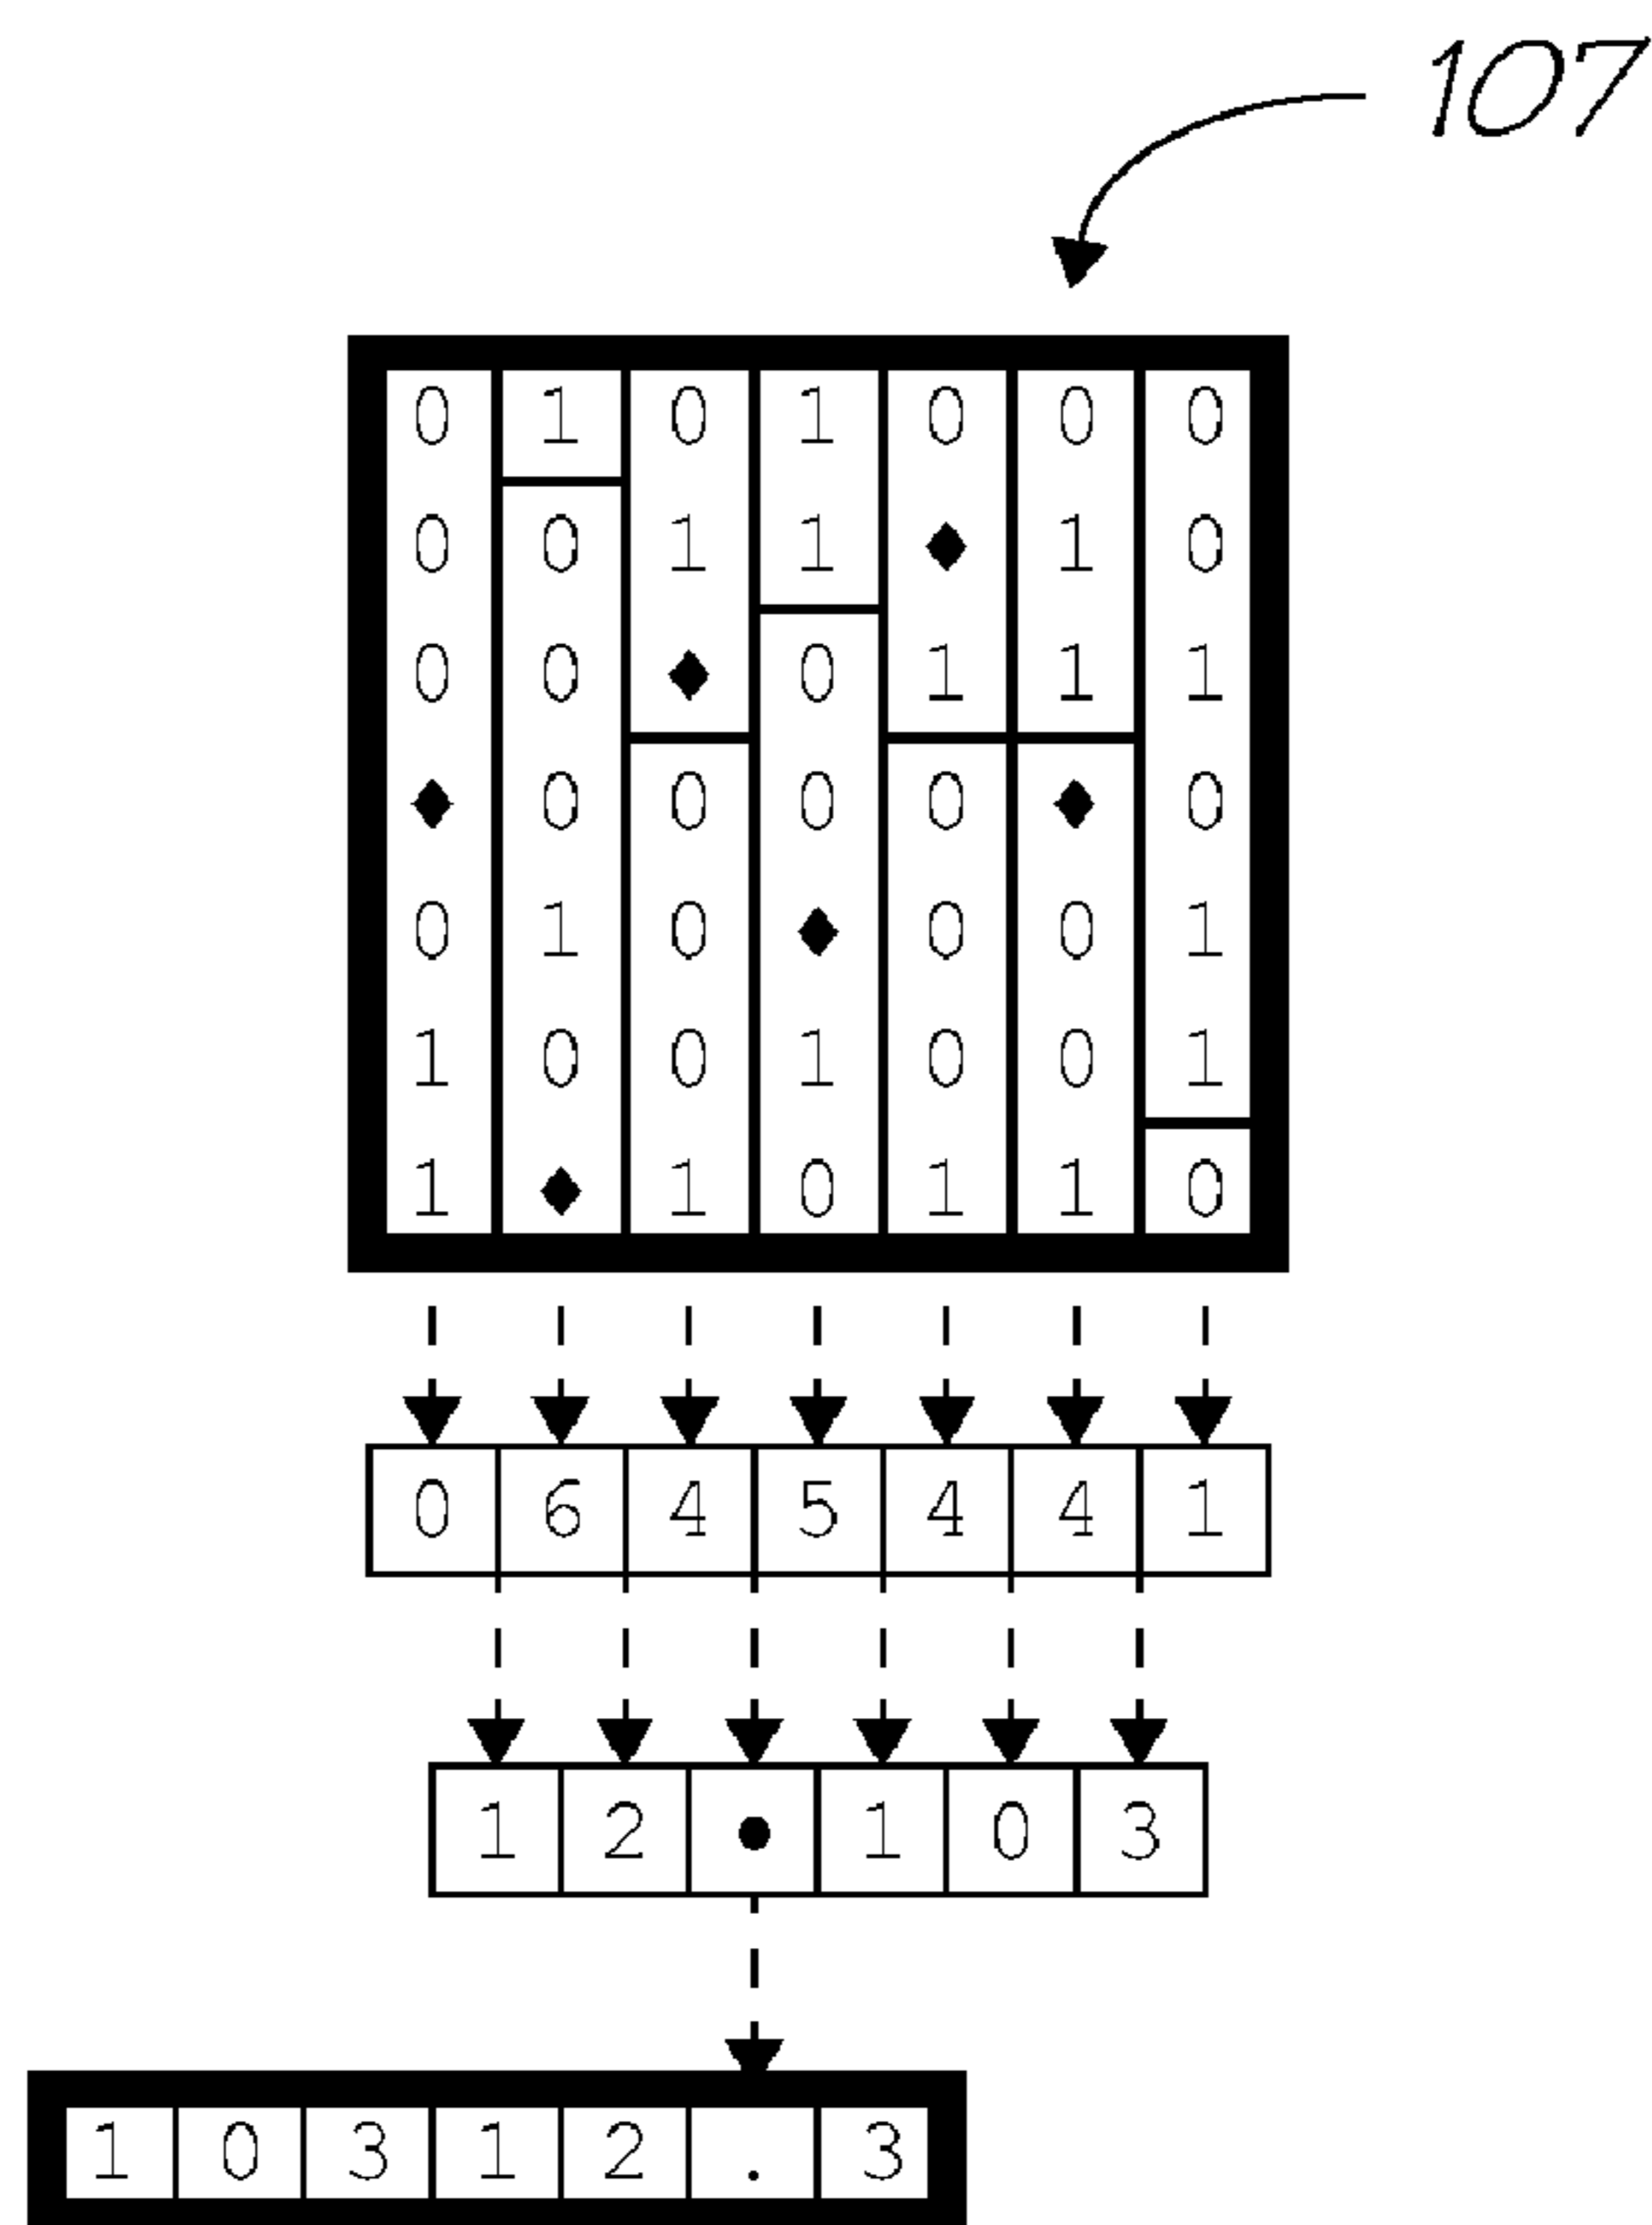 107
0 1 0 1 0 0 0
0 0 1 1 ♦ 1 0
0 0 ♦ 0 1 1 1
♦ 0 0 0 0 ♦ 0
0 1 0 ♦ 0 0 1
1 0 0 1 0 0 1
1 ♦ 1 0 1 1 0
0 6 4 5 4 4 1
1 2 ● 1 0 3
1 0 3 1 2 . 3